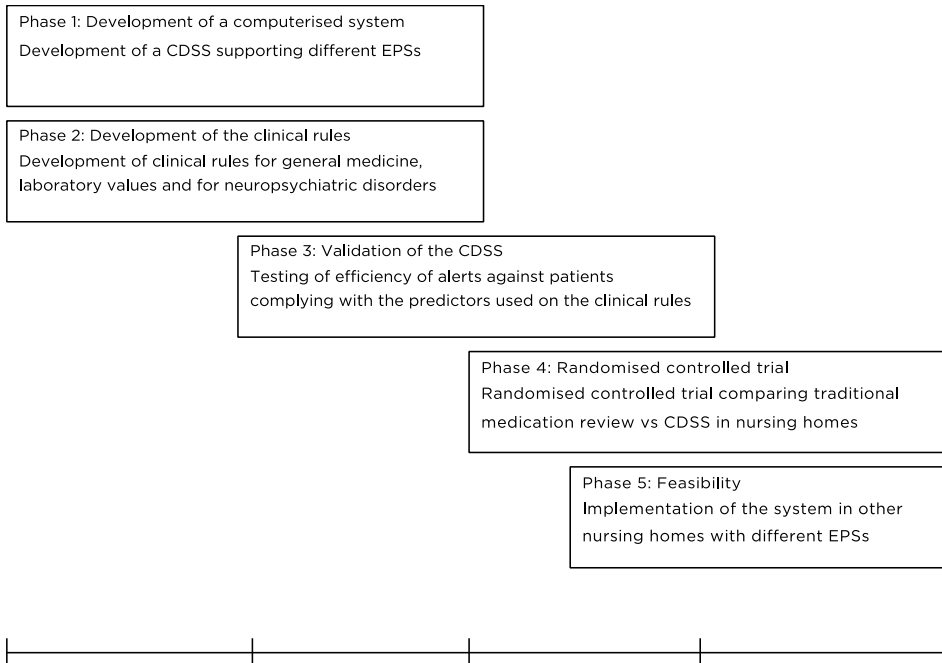 Phase 1: Development of a computerised system
Development of a CDSS supporting different EPSs
Phase 2: Development of the clinical rules
Development of clinical rules for general medicine,
laboratory values and for neuropsychiatric disorders
Phase 3: Validation of the CDSS
Testing of efficiency of alerts against patients
complying with the predictors used on the clinical rules
Phase 4: Randomised controlled trial
Randomised controlled trial comparing traditional
medication review vs CDSS in nursing homes
Phase 5: Feasibility
Implementation of the system in other
nursing homes with different EPSs